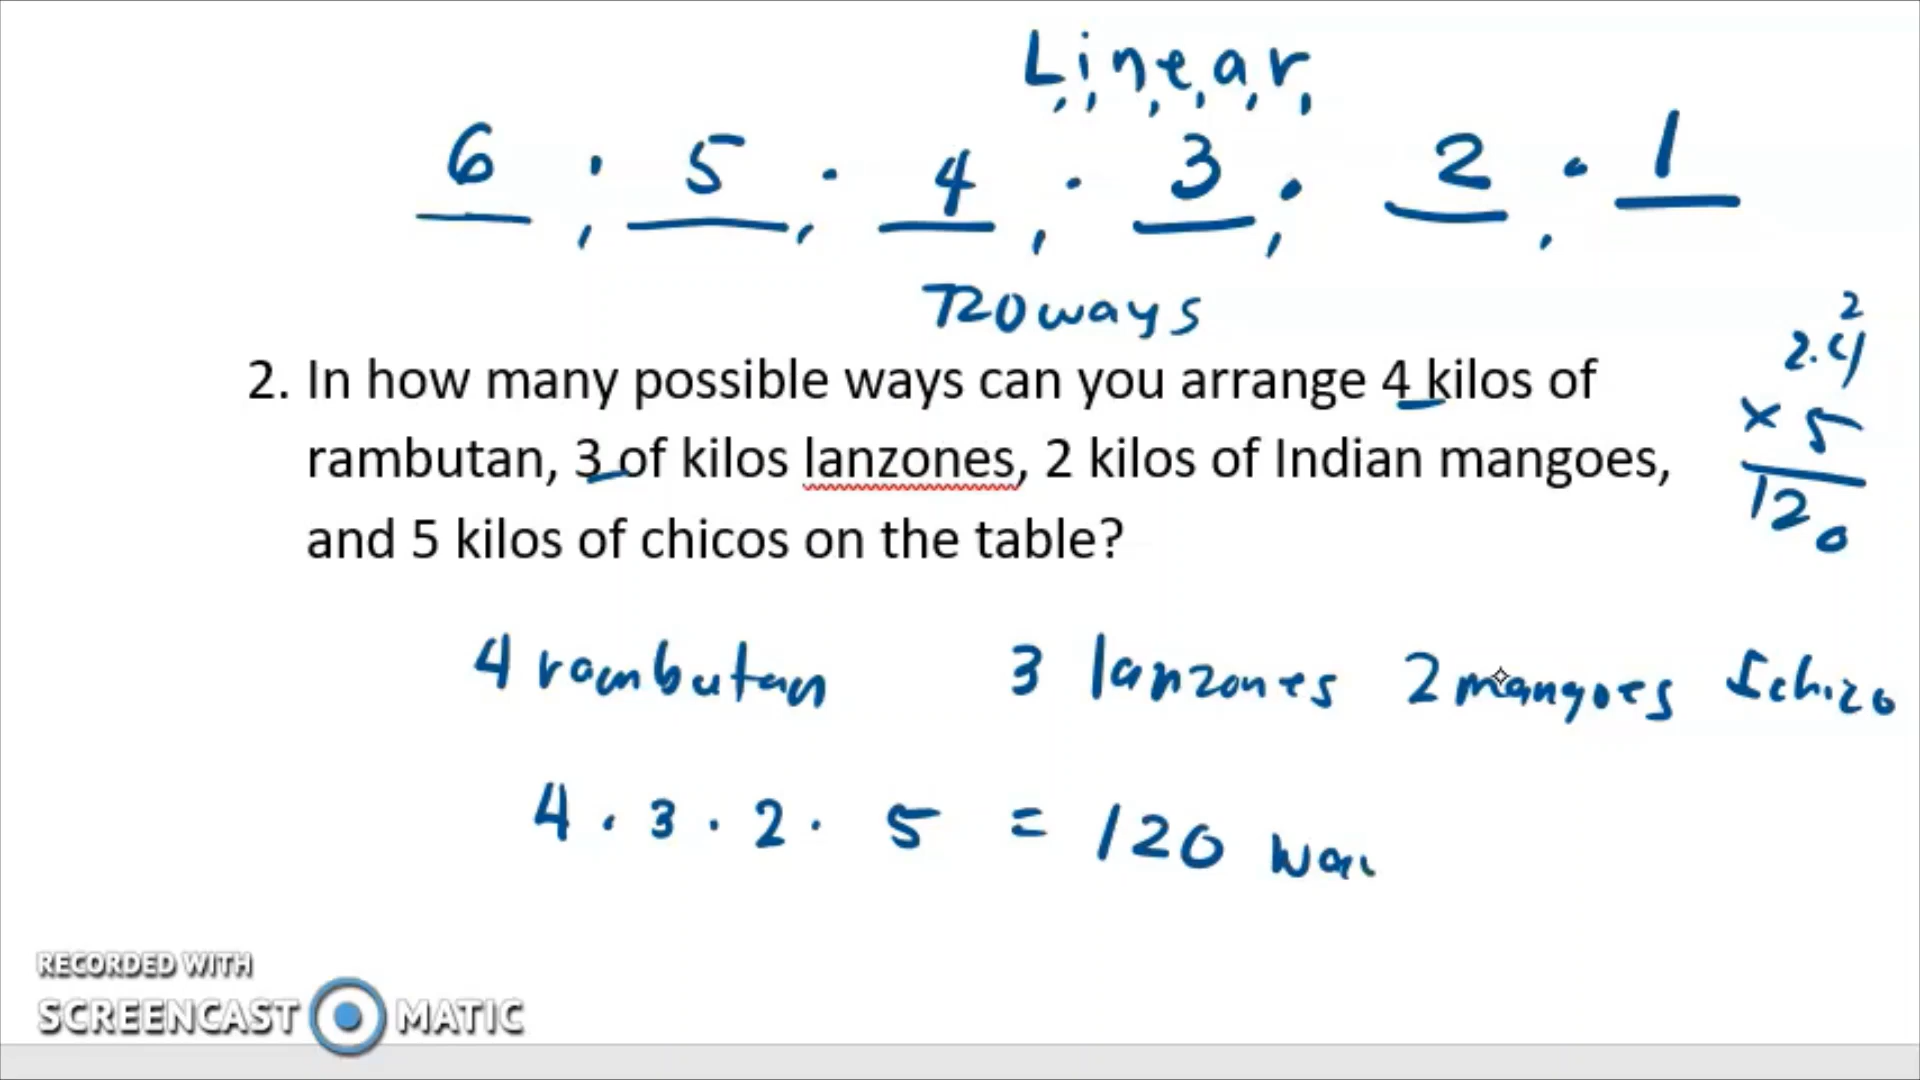 Linear
6 . 5 . 4 . 3 . 2 . 1
720 ways
2. In how many possible ways can you arrange 4 kilos of
rambutan, 3 of kilos lanzones, 2 kilos of Indian mangoes,
and 5 kilos of chicos on the table?
2
2.4
x 5
120
4 rambutan 3 lanzones 2 mangoes 5 chizo
4 . 3 . 2 . 5 = 120
RECORDED WITH
SCREENCAST MATIC